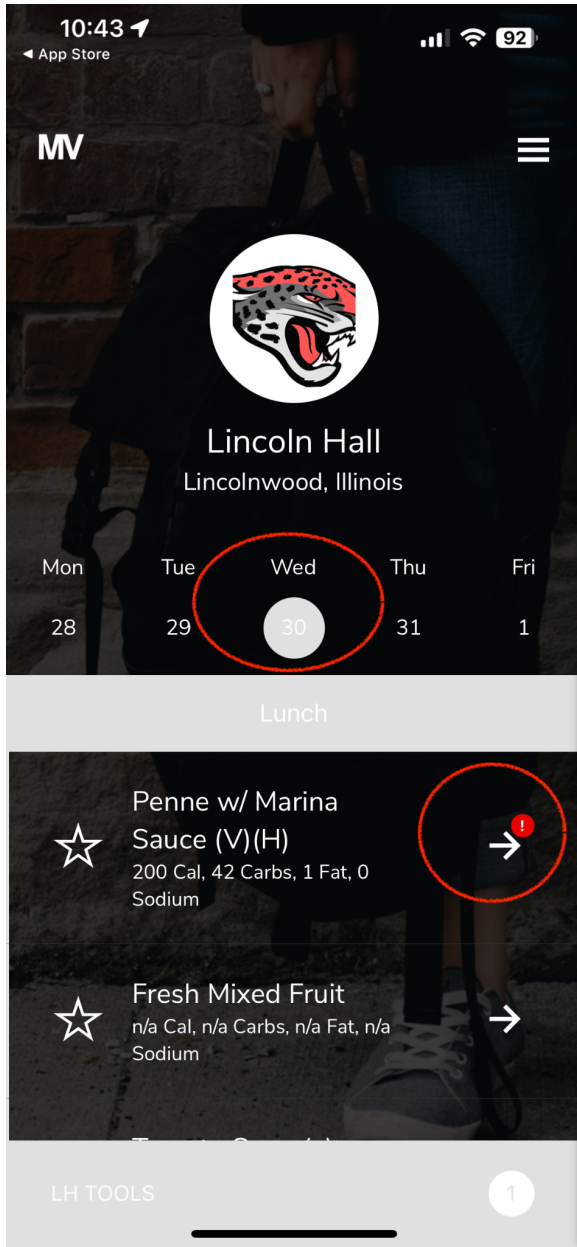 10:43
92
App Store
MV
Lincoln Hall
Lincolnwood, Illinois
Mon Tue Wed Thu Fri
28 29 30 31 1
Lunch
Penne w/ Marina
Sauce (V)(H)
!
200 Cal, 42 Carbs, 1 Fat, 0
Sodium
Fresh Mixed Fruit
n/a Cal, n/a Carbs, n/a Fat, n/a
Sodium
LH TOOLS
1